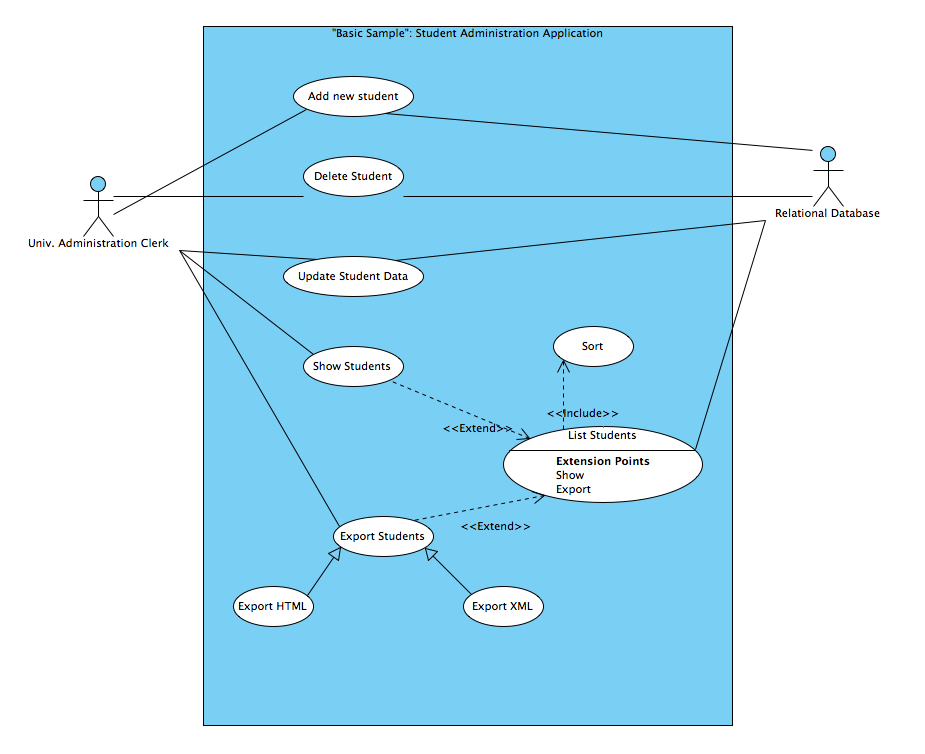 "Basic Sample": Student Administration Application
Add new student
Delete Student
Relational Database
Univ. Administration Clerk
Update Student Data
Sort
Show Students
<<Include>>
<<Extend>>
List Students
Extension Points
Show
Export
<<Extend>>
Export Students
Export HTML
Export XML